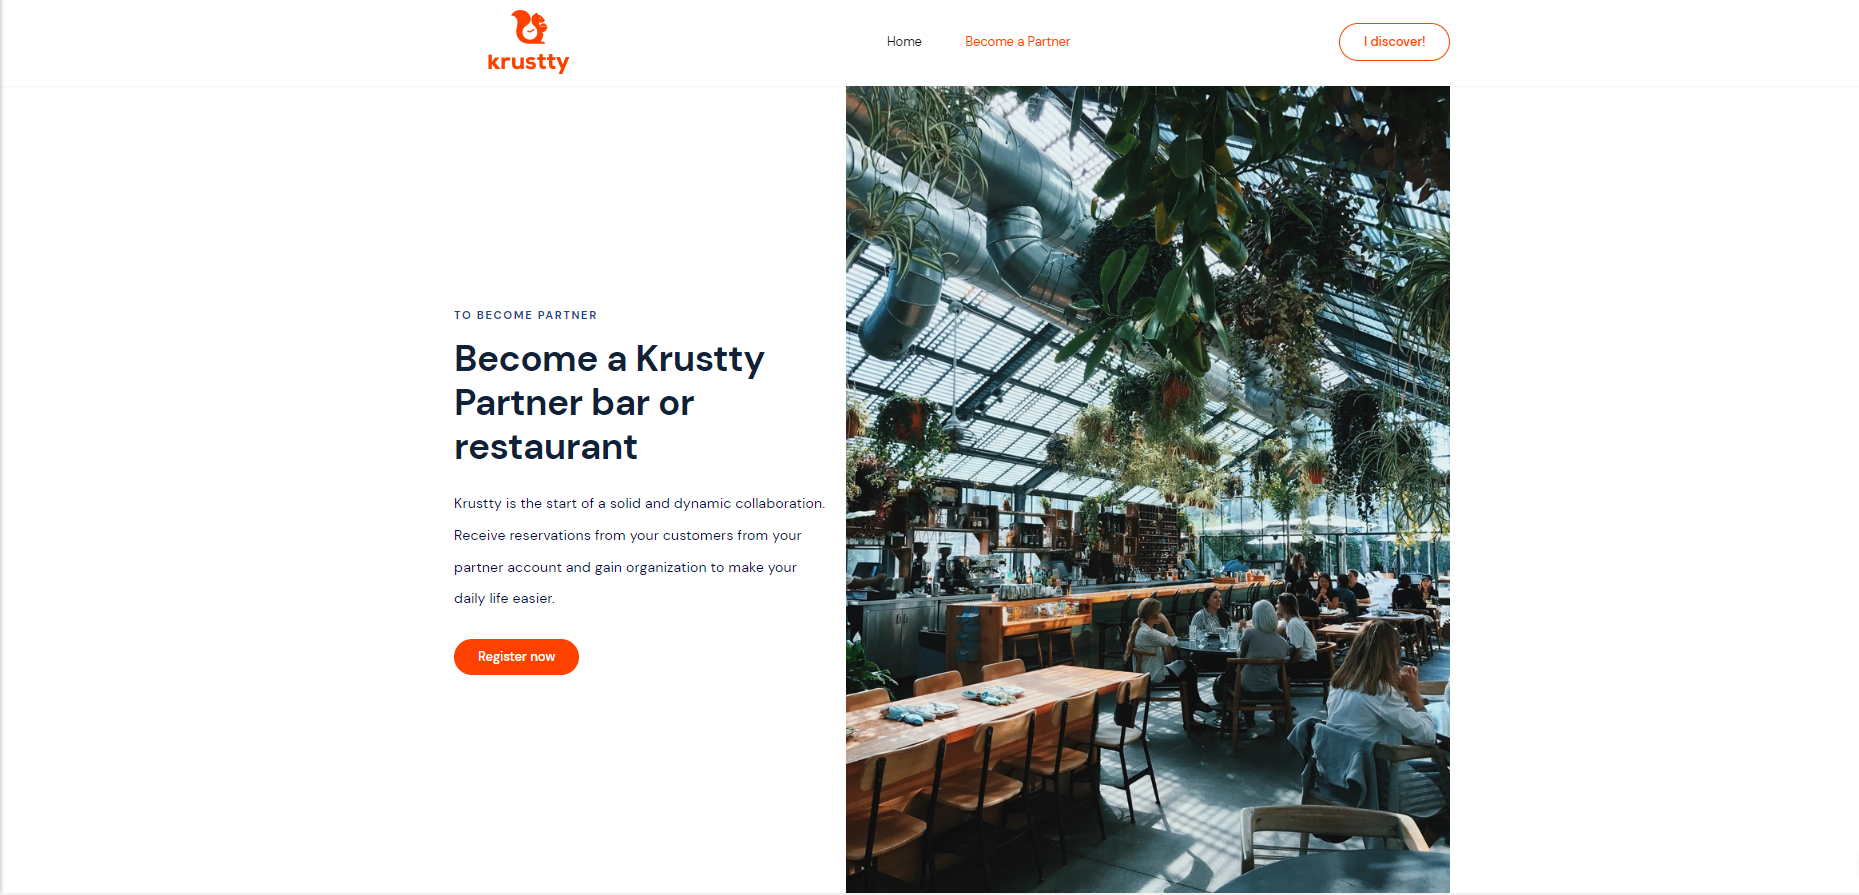 krustty
Home
Become a Partner
I discover!
TO BECOME PARTNER
Become a Krustty
Partner bar or
restaurant
Krustty is the start of a solid and dynamic collaboration.
Receive reservations from your customers from your
partner account and gain organization to make your
daily life easier.
Register now